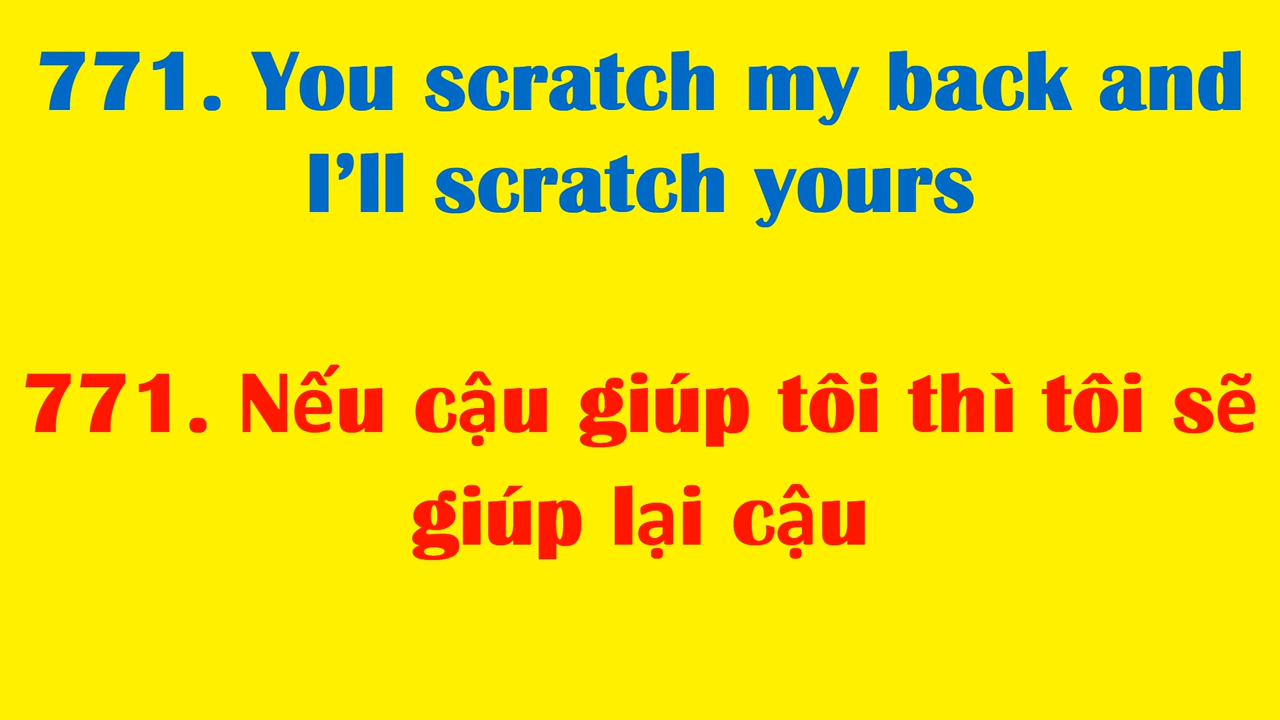 771. You scratch my back and
I’ll scratch yours
771. Nếu cậu giúp tôi thì tôi sẽ
giúp lại cậu